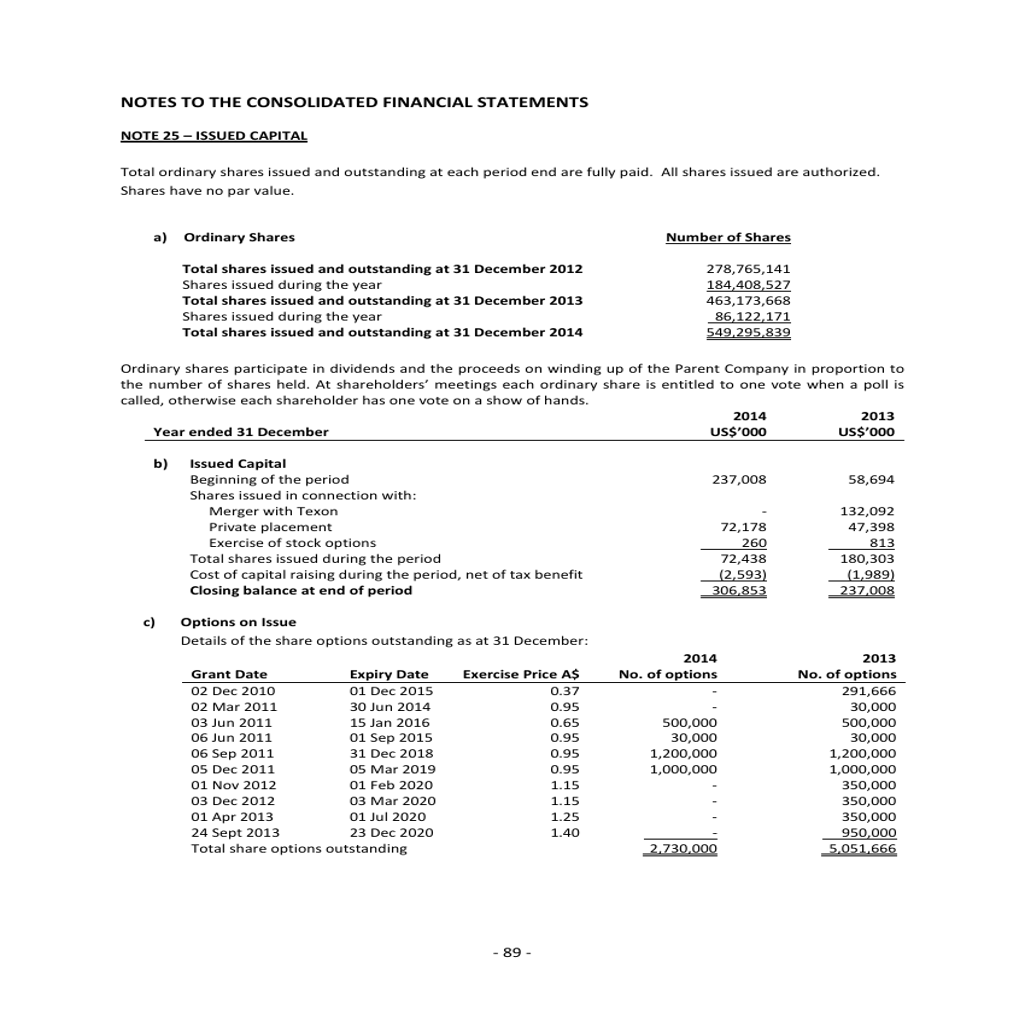 NOTES TO THE CONSOLIDATED FINANCIAL STATEMENTS
NOTE 25 – ISSUED CAPITAL
Total ordinary shares issued and outstanding at each period end are fully paid.  All shares issued are authorized.
Shares have no par value.
a) Ordinary Shares Number of Shares
Total shares issued and outstanding at 31 December 2012 278,765,141
Shares issued during the year 184,408,527
Total shares issued and outstanding at 31 December 2013 463,173,668
Shares issued during the year 86,122,171
Total shares issued and outstanding at 31 December 2014 549,295,839
Ordinary shares participate in dividends and the proceeds on winding up of the Parent Company in proportion to
the number of shares held. At shareholders’ meetings each ordinary share is entitled to one vote when a poll is
called, otherwise each shareholder has one vote on a show of hands.
2014 2013
Year ended 31 December US$’000 US$’000
b) Issued Capital
Beginning of the period 237,008 58,694
Shares issued in connection with:
Merger with Texon - 132,092
Private placement 72,178 47,398
Exercise of stock options 260 813
Total shares issued during the period 72,438 180,303
Cost of capital raising during the period, net of tax benefit (2,593) (1,989)
Closing balance at end of period 306,853 237,008
c) Options on Issue
Details of the share options outstanding as at 31 December:
2014 2013
Grant Date Expiry Date Exercise Price A$ No. of options No. of options
02 Dec 2010 01 Dec 2015 0.37 - 291,666
02 Mar 2011 30 Jun 2014 0.95 - 30,000
03 Jun 2011 15 Jan 2016 0.65 500,000 500,000
06 Jun 2011 01 Sep 2015 0.95 30,000 30,000
06 Sep 2011 31 Dec 2018 0.95 1,200,000 1,200,000
05 Dec 2011 05 Mar 2019 0.95 1,000,000 1,000,000
01 Nov 2012 01 Feb 2020 1.15 - 350,000
03 Dec 2012 03 Mar 2020 1.15 - 350,000
01 Apr 2013 01 Jul 2020 1.25 - 350,000
24 Sept 2013 23 Dec 2020 1.40 - 950,000
Total share options outstanding 2,730,000 5,051,666
- 89 -